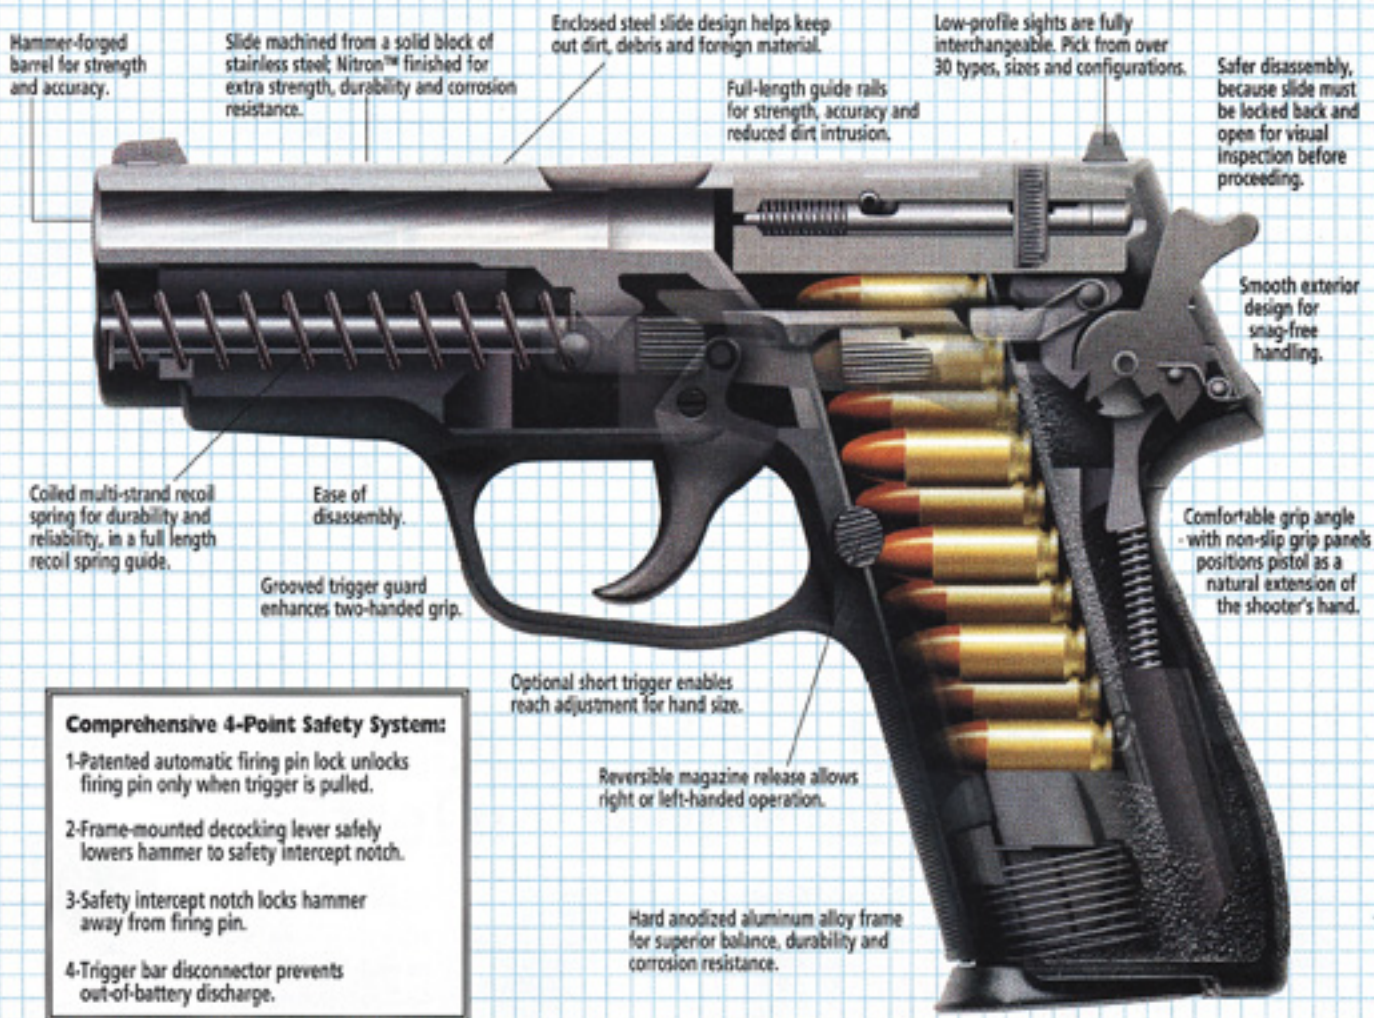 Hammer-forged
barrel for strength
and accuracy.
Slide machined from a solid block of
stainless steel; Nitron™ finished for
extra strength, durability and corrosion
resistance.
Enclosed steel slide design helps keep
out dirt, debris and foreign material.
Full-length guide rails
for strength, accuracy and
reduced dirt intrusion.
Low-profile sights are fully
interchangeable. Pick from over
30 types, sizes and configurations.
Safer disassembly,
because slide must
be locked back and
open for visual
inspection before
proceeding.
Smooth exterior
design for
snag-free
handling.
Coiled multi-strand recoil
spring for durability and
reliability, in a full length
recoil spring guide.
Ease of
disassembly.
Grooved trigger guard
enhances two-handed grip.
Comfortable grip angle
with non-slip grip panels
positions pistol as a
natural extension of
the shooter's hand.
Optional short trigger enables
reach adjustment for hand size.
Reversible magazine release allows
right or left-handed operation.
Hard anodized aluminum alloy frame
for superior balance, durability and
corrosion resistance.
Comprehensive 4-Point Safety System:
1-Patented automatic firing pin lock unlocks
firing pin only when trigger is pulled.
2-Frame-mounted decocking lever safely
lowers hammer to safety intercept notch.
3-Safety intercept notch locks hammer
away from firing pin.
4-Trigger bar disconnector prevents
out-of-battery discharge.